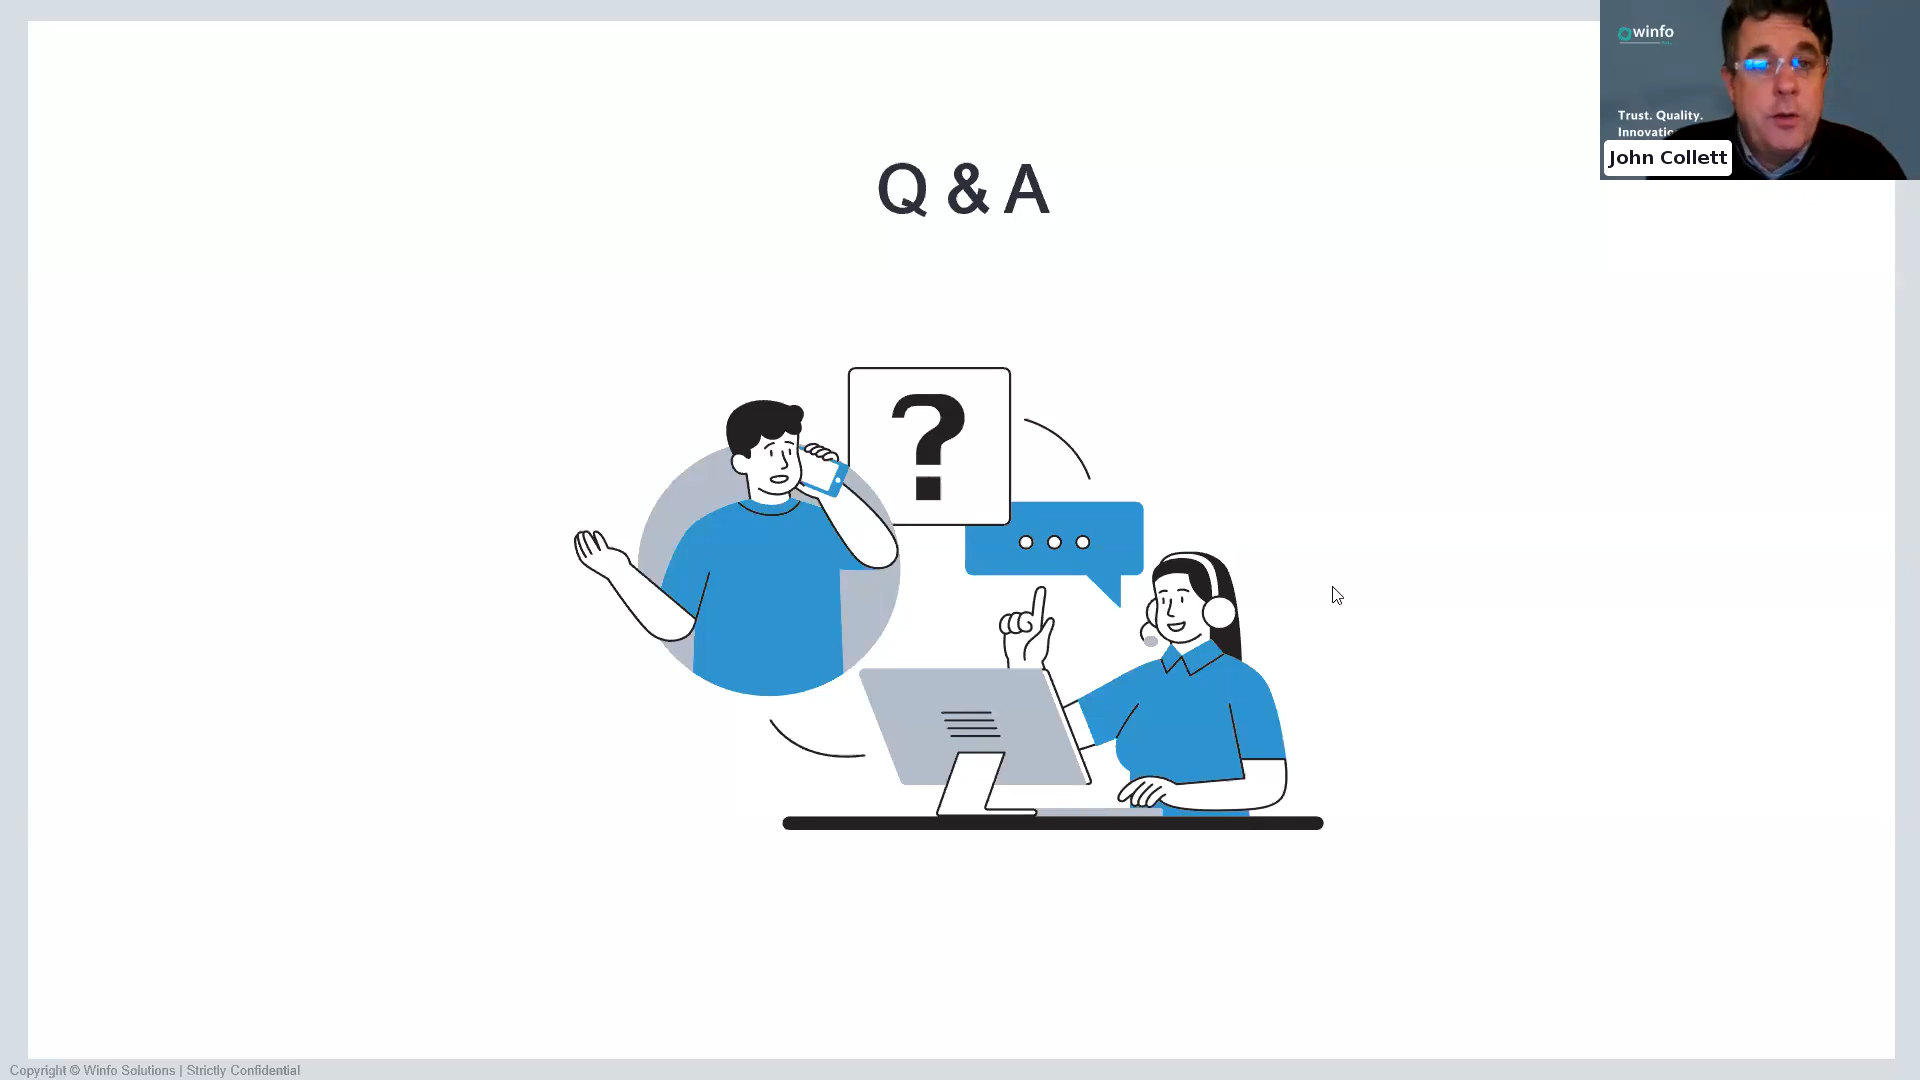 winfo
Trust. Quality.
John Collett
Q & A
?
Copyright © Winfo Solutions | Strictly Confidential